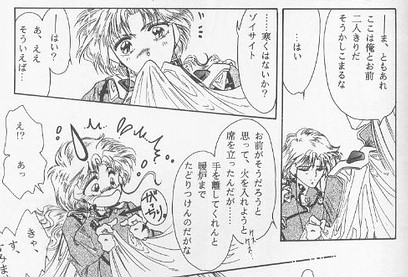 ―ま、ともあれ
ここは俺とお前
二人きりだ
そうかしこまるな
…はい
……寒くはないか?
ゾイサイト
はい?
あ、ええ
そういえば…
お前がそうだろうと
思って、火を入れようと
席を立ったんだが……
手を離してくれんと
暖炉まで
たどりつけんのだがな
がっちり
え!?
あっ
きゃ、